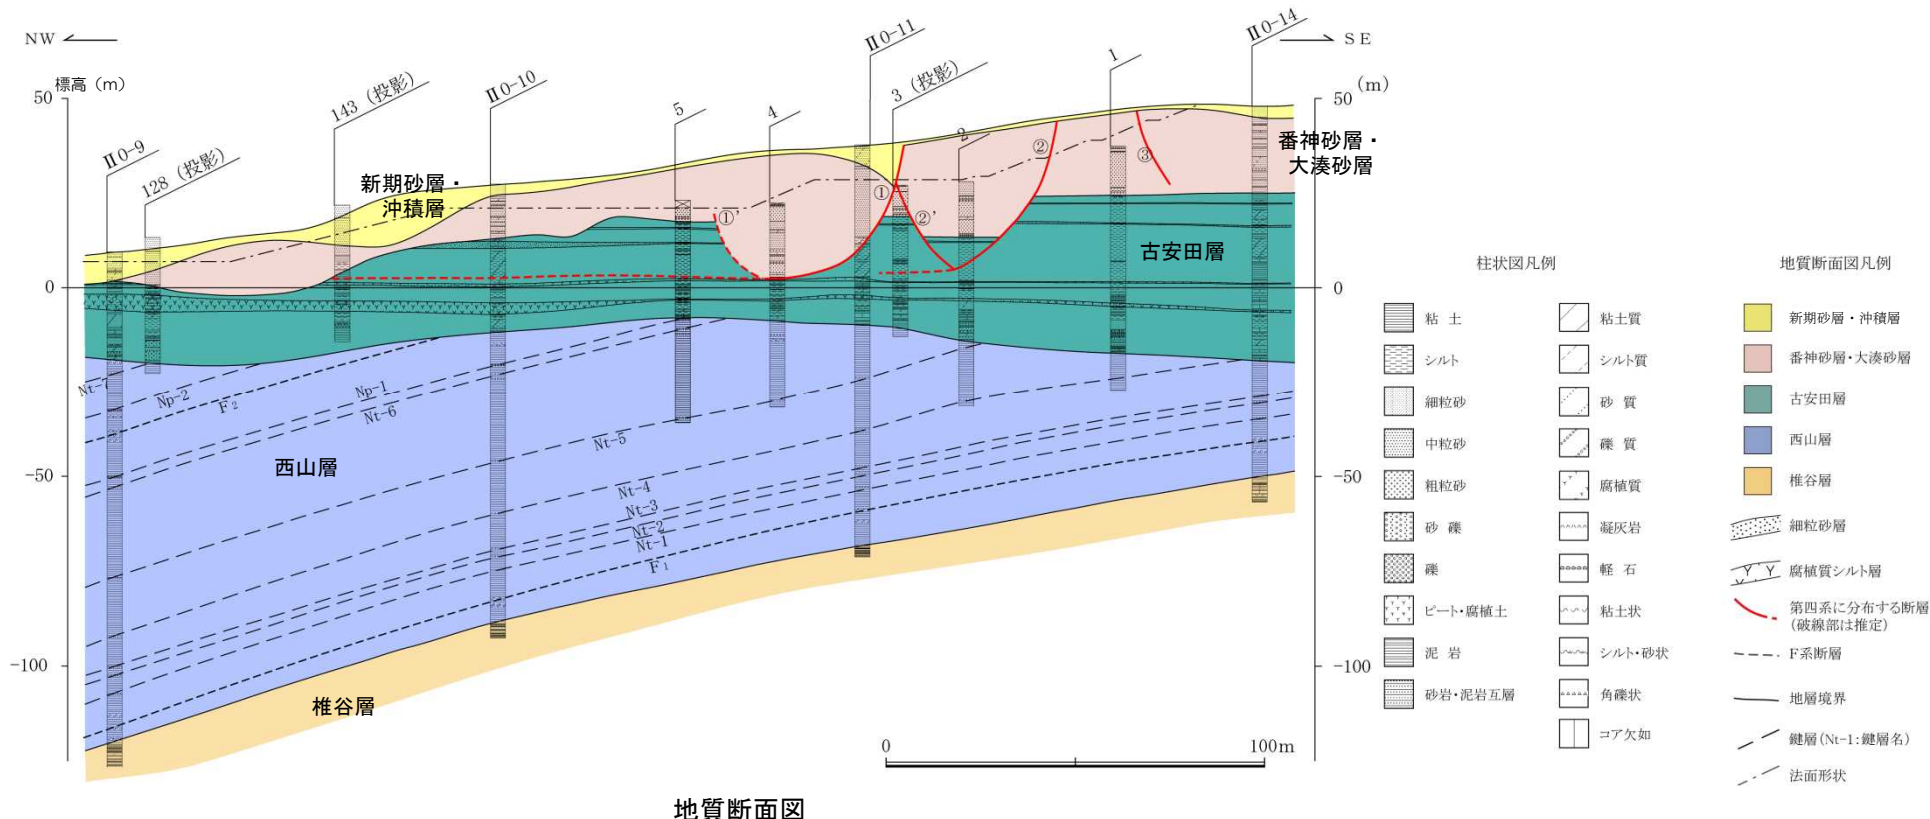 NW
SE
標高（m）
(m)
50
0
-50
-100
50
0
-50
-100
Ⅱ0-9
128 (投影)
143 (投影)
Ⅱ0-10
5
4
Ⅱ0-11
3 (投影)
2
1
Ⅱ0-14
新期砂層・
沖積層
番神砂層・
大湊砂層
古安田層
西山層
椎谷層
①'
①
②'
②
③
Nt-7
Np-2
F2
Np-1
Nt-6
Nt-5
Nt-4
Nt-3
Nt-2
Nt-1
F1
0
100m
地質断面図
柱状図凡例
粘 土
シルト
細粒砂
中粒砂
粗粒砂
砂 礫
礫
ピート・腐植土
泥 岩
砂岩・泥岩互層
粘土質
シルト質
砂 質
礫 質
腐植質
凝灰岩
軽 石
粘土状
シルト・砂状
角礫状
コア欠如
地質断面図凡例
新期砂層・沖積層
番神砂層・大湊砂層
古安田層
西山層
椎谷層
細粒砂層
腐植質シルト層
第四系に分布する断層
（破線部は推定）
F系断層
地層境界
鍵層（Nt-1：鍵層名）
法面形状